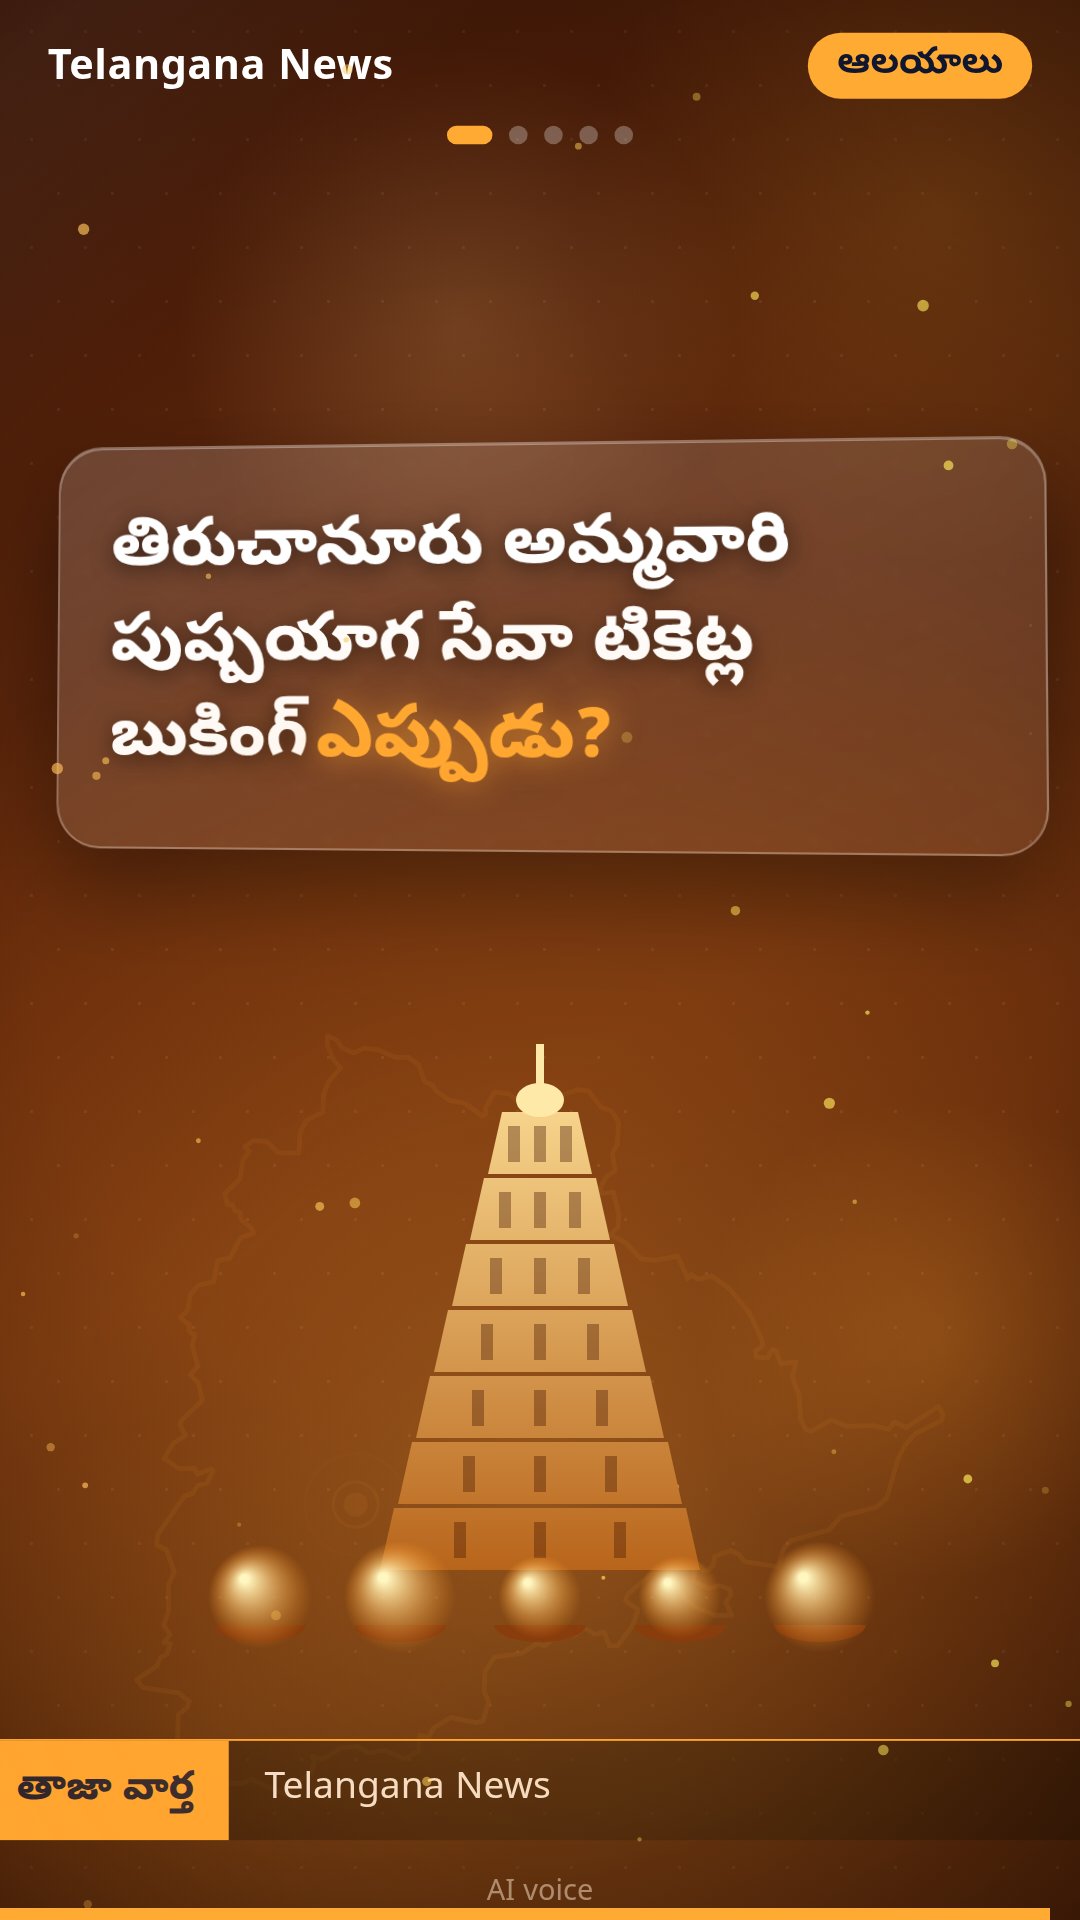 Telangana News
ఆలయాలు
తిరుచానూరు అమ్మవారి
పుష్పయాగ సేవా టికెట్ల
బుకింగ్ ఎప్పుడు?
తాజా వార్త
Telangana News
AI voice